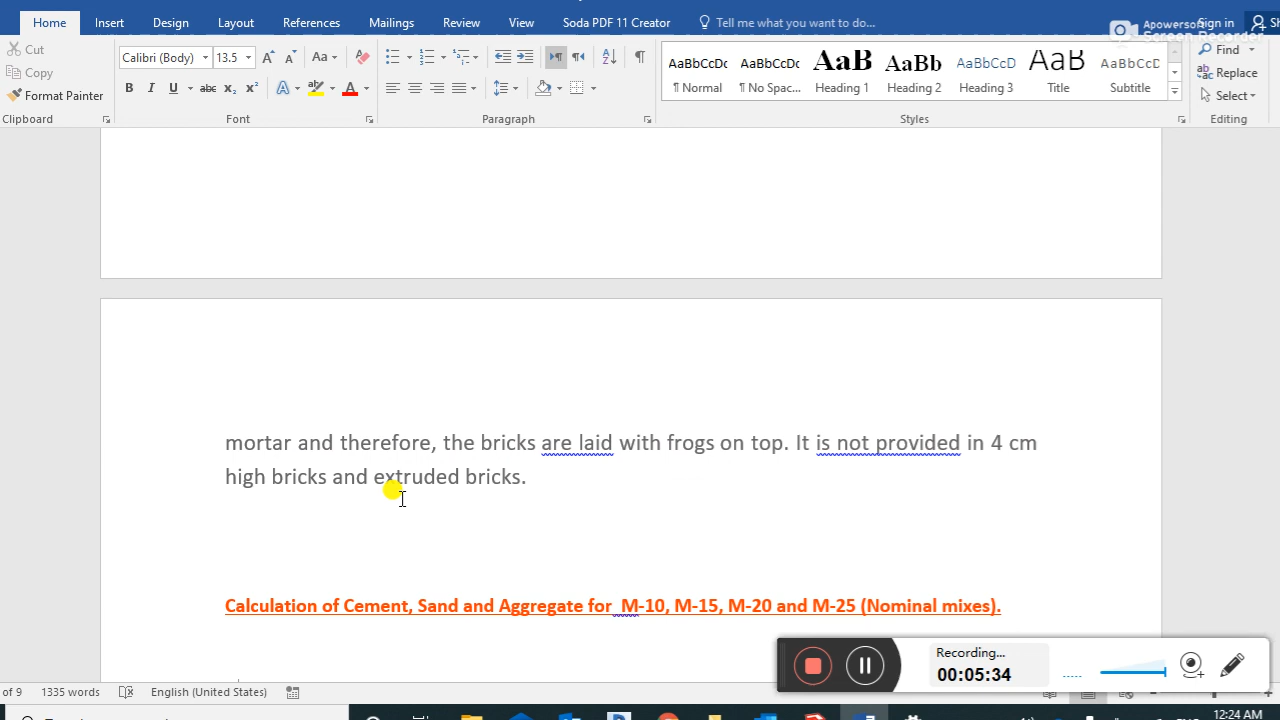 Home Insert Design Layout References Mailings Review View Soda PDF 11 Creator Tell me what you want to do... Sign in Sh
Apowersoft
Screen Recorder
Cut
Copy
Format Painter
Clipboard
Calibri (Body) 13.5
Font
Paragraph
AaBbCcDc AaBbCcDc AaB AaBb AaBbCcD AaB AaBbCcD
¶ Normal ¶ No Spac... Heading 1 Heading 2 Heading 3 Title Subtitle
Styles
Find
Replace
Select
Editing
mortar and therefore, the bricks are laid with frogs on top. It is not provided in 4 cm
high bricks and extruded bricks.
Calculation of Cement, Sand and Aggregate for M-10, M-15, M-20 and M-25 (Nominal mixes).
Recording...
00:05:34
of 9 1335 words English (United States)
12:24 AM